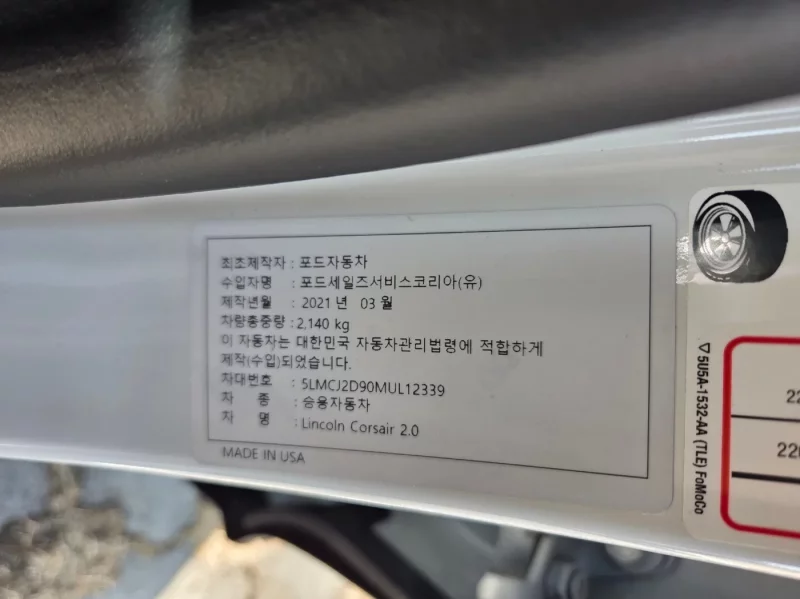 최초제작자 : 포드자동차
수입자명 : 포드세일즈서비스코리아(유)
제작년월 : 2021 년 03 월
차량총중량 : 2,140 kg
이 자동차는 대한민국 자동차관리법령에 적합하게
제작(수입)되었습니다.
차대번호 : 5LMCJ2D90MUL12339
차 종 : 승용자동차
차 명 : Lincoln Corsair 2.0
MADE IN USA
5U5A-1532-AA (TLE) FoMoCo